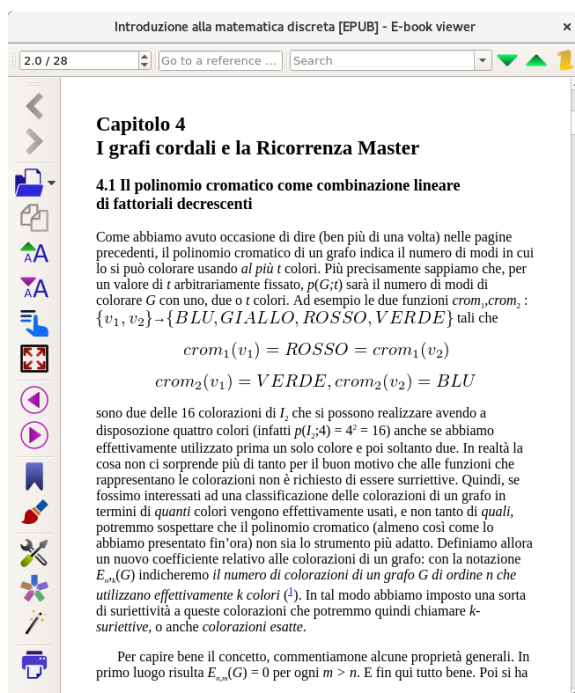 Introduzione alla matematica discreta [EPUB] - E-book viewer ×
2.0 / 28 Go to a reference ... Search
Capitolo 4
I grafi cordali e la Ricorrenza Master
4.1 Il polinomio cromatico come combinazione lineare
di fattoriali decrescenti
Come abbiamo avuto occasione di dire (ben più di una volta) nelle pagine
precedenti, il polinomio cromatico di un grafo indica il numero di modi in cui
lo si può colorare usando al più t colori. Più precisamente sappiamo che, per
un valore di t arbitrariamente fissato, p(G;t) sarà il numero di modi di
colorare G con uno, due o t colori. Ad esempio le due funzioni crom₁,crom₂ :
{v₁, v₂}→{BLU, GIALLO, ROSSO, VERDE} tali che
crom₁(v₁) = ROSSO = crom₁(v₂)
crom₂(v₁) = VERDE, crom₂(v₂) = BLU
sono due delle 16 colorazioni di I₂ che si possono realizzare avendo a
disposizione quattro colori (infatti p(I₂;4) = 4² = 16) anche se abbiamo
effettivamente utilizzato prima un solo colore e poi soltanto due. In realtà la
cosa non ci sorprende più di tanto per il buon motivo che alle funzioni che
rappresentano le colorazioni non è richiesto di essere surriettive. Quindi, se
fossimo interessati ad una classificazione delle colorazioni di un grafo in
termini di quanti colori vengono effettivamente usati, e non tanto di quali,
potremmo sospettare che il polinomio cromatico (almeno così come lo
abbiamo presentato fin'ora) non sia lo strumento più adatto. Definiamo allora
un nuovo coefficiente relativo alle colorazioni di un grafo: con la notazione
Eₙ,ₖ(G) indicheremo il numero di colorazioni di un grafo G di ordine n che
utilizzano effettivamente k colori (¹). In tal modo abbiamo imposto una sorta
di suriettività a queste colorazioni che potremmo quindi chiamare k-
suriettive, o anche colorazioni esatte.
Per capire bene il concetto, commentiamone alcune proprietà generali. In
primo luogo risulta Eₙ,ₘ(G) = 0 per ogni m > n. E fin qui tutto bene. Poi si ha